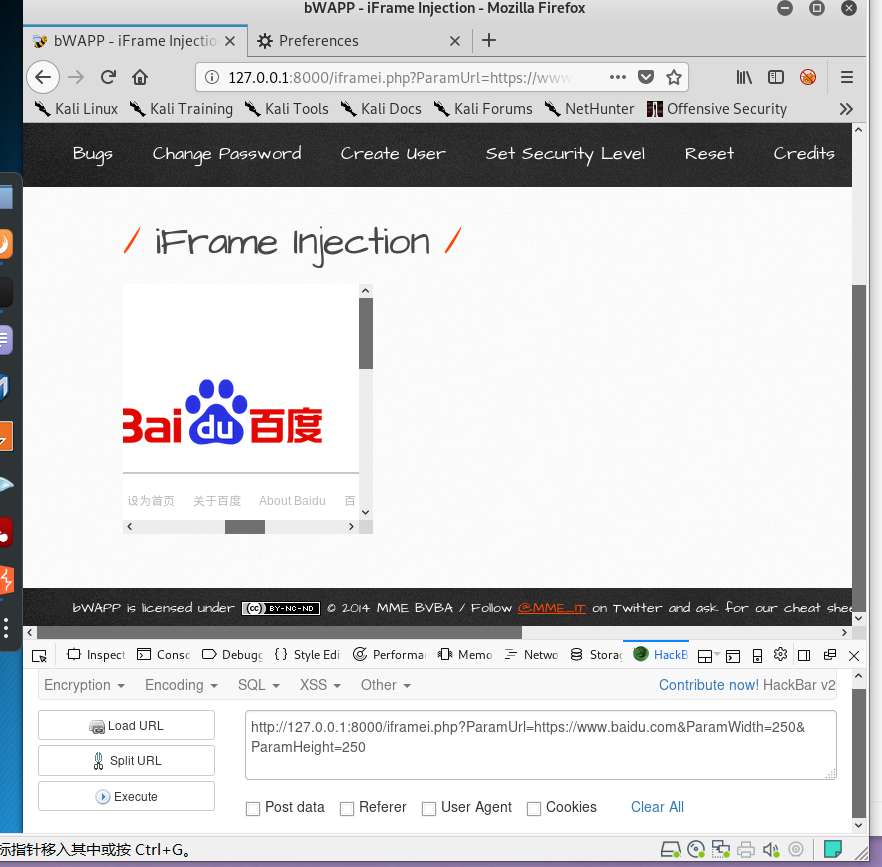 bWAPP - iFrame Injection - Mozilla Firefox
bWAPP - iFrame Injectio
Preferences
127.0.0.1:8000/iframei.php?ParamUrl=https://www
Kali Linux Kali Training Kali Tools Kali Docs Kali Forums NetHunter Offensive Security
Bugs Change Password Create User Set Security Level Reset Credits
/ iFrame Injection /
Bai du 百度
设为首页 关于百度 About Baidu 百
bWAPP is licensed under (cc) BY-NC-ND © 2014 MME BVBA / Follow @MME_IT on Twitter and ask for our cheat shee
Inspect Conso Debugg { } Style Edi Performa Memo Netwo Storag HackB
Encryption Encoding SQL XSS Other Contribute now! HackBar v2
Load URL
Split URL
Execute
http://127.0.0.1:8000/iframei.php?ParamUrl=https://www.baidu.com&ParamWidth=250&
ParamHeight=250
Post data Referer User Agent Cookies Clear All
标指针移入其中或按 Ctrl+G。